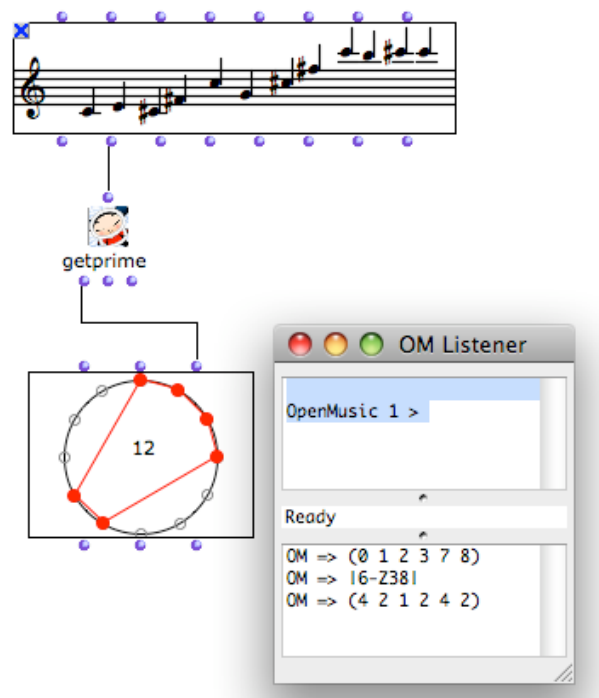 getprime
12
OM Listener
OpenMusic 1 >
Ready
OM => (0 1 2 3 7 8)
OM => |6-Z38|
OM => (4 2 1 2 4 2)